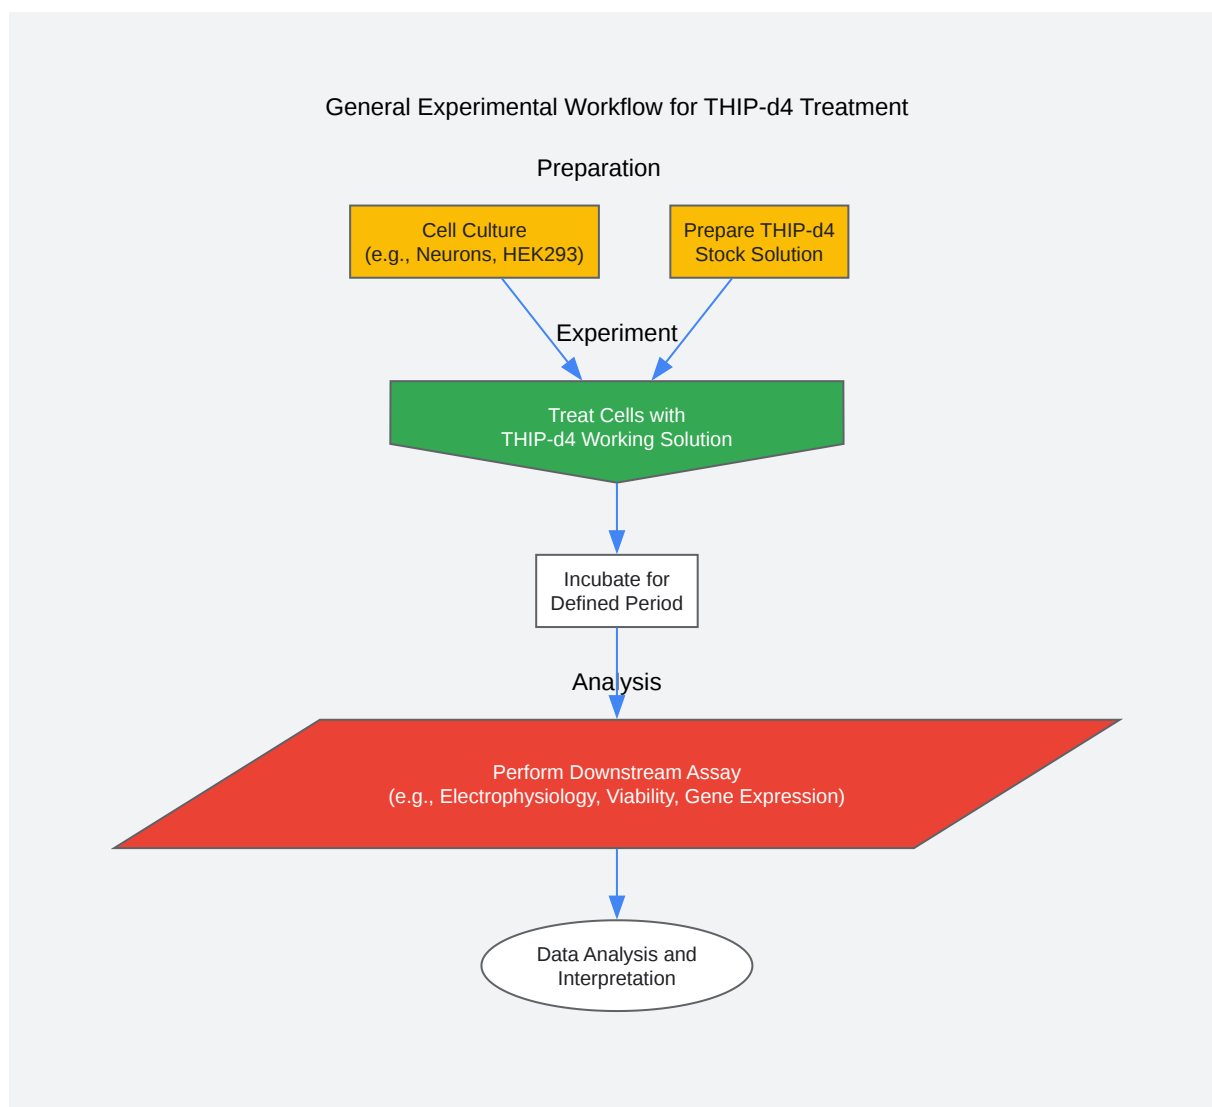 General Experimental Workflow for THIP-d4 Treatment
Preparation
Cell Culture
(e.g., Neurons, HEK293)
Prepare THIP-d4
Stock Solution
Experiment
Treat Cells with
THIP-d4 Working Solution
Incubate for
Defined Period
Analysis
Perform Downstream Assay
(e.g., Electrophysiology, Viability, Gene Expression)
Data Analysis and
Interpretation